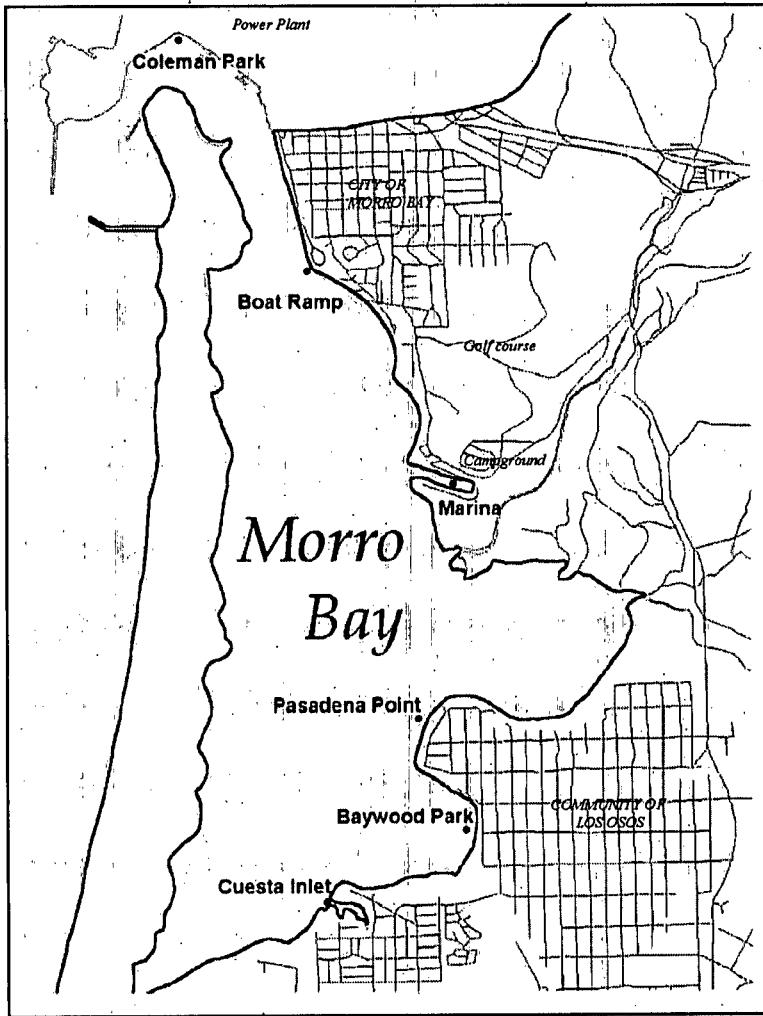 Power Plant
Coleman Park
CITY OF
MORRO BAY
Boat Ramp
Golf course
Campground
Marina
Morro
Bay
Pasadena Point
COMMUNITY OF
LOS OSOS
Baywood Park
Cuesta Inlet